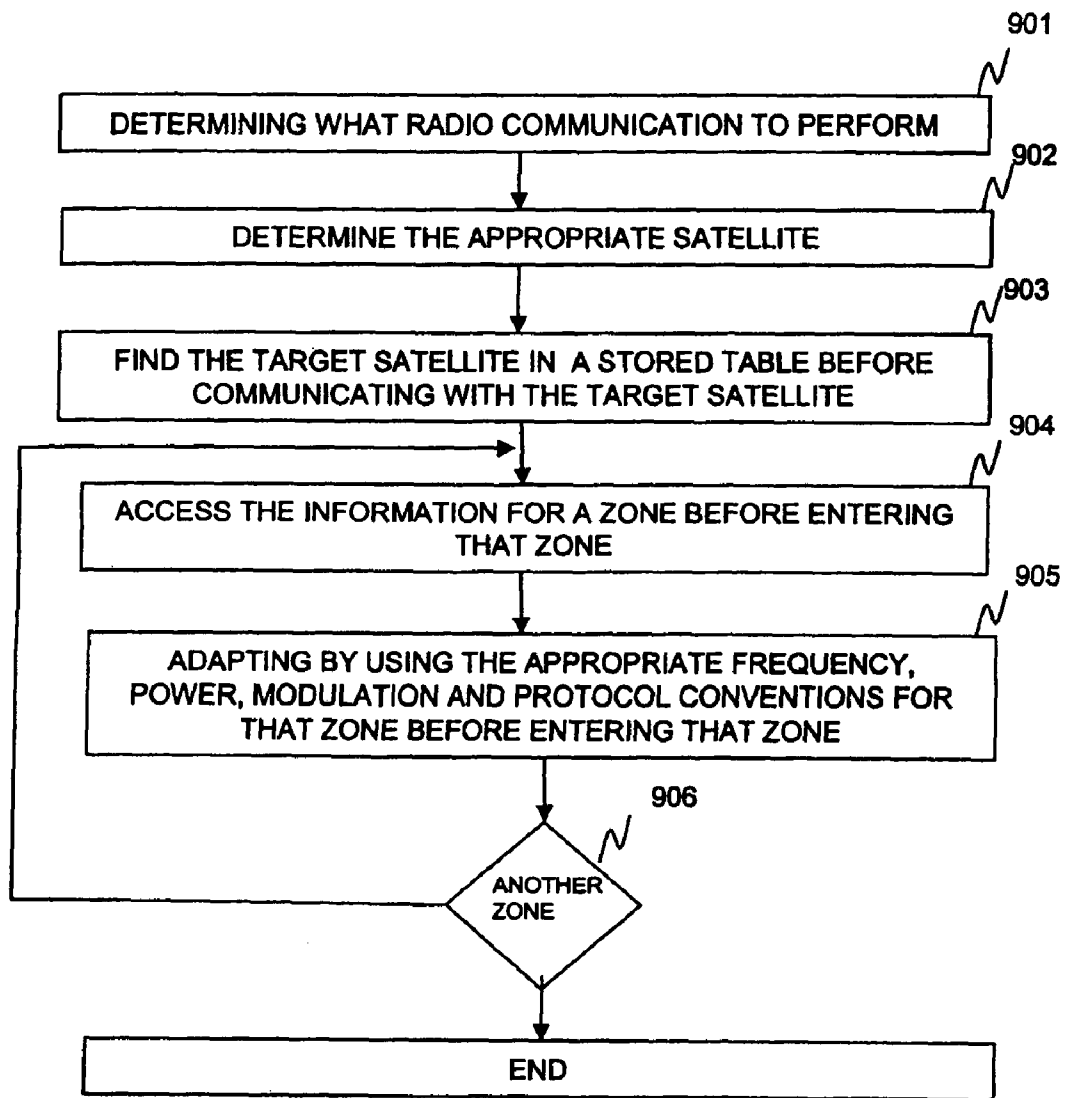 901
DETERMINING WHAT RADIO COMMUNICATION TO PERFORM
902
DETERMINE THE APPROPRIATE SATELLITE
903
FIND THE TARGET SATELLITE IN A STORED TABLE BEFORE
COMMUNICATING WITH THE TARGET SATELLITE
904
ACCESS THE INFORMATION FOR A ZONE BEFORE ENTERING
THAT ZONE
905
ADAPTING BY USING THE APPROPRIATE FREQUENCY,
POWER, MODULATION AND PROTOCOL CONVENTIONS FOR
THAT ZONE BEFORE ENTERING THAT ZONE
906
ANOTHER
ZONE
END